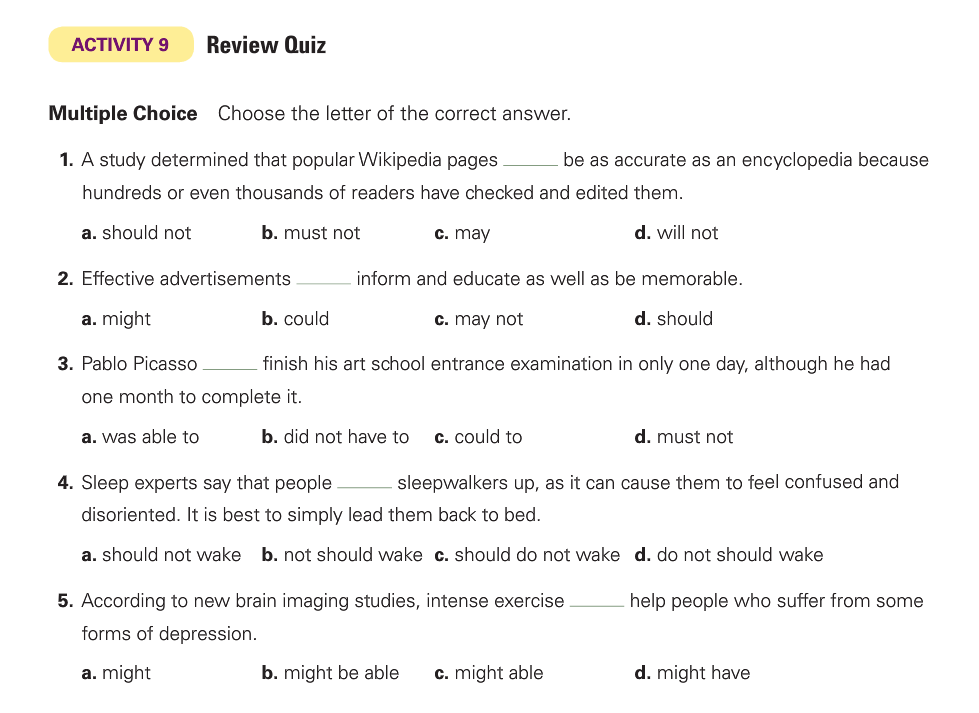 ACTIVITY 9 Review Quiz
Multiple Choice Choose the letter of the correct answer.
1. A study determined that popular Wikipedia pages ______ be as accurate as an encyclopedia because
hundreds or even thousands of readers have checked and edited them.
a. should not b. must not c. may d. will not
2. Effective advertisements ______ inform and educate as well as be memorable.
a. might b. could c. may not d. should
3. Pablo Picasso ______ finish his art school entrance examination in only one day, although he had
one month to complete it.
a. was able to b. did not have to c. could to d. must not
4. Sleep experts say that people ______ sleepwalkers up, as it can cause them to feel confused and
disoriented. It is best to simply lead them back to bed.
a. should not wake b. not should wake c. should do not wake d. do not should wake
5. According to new brain imaging studies, intense exercise ______ help people who suffer from some
forms of depression.
a. might b. might be able c. might able d. might have